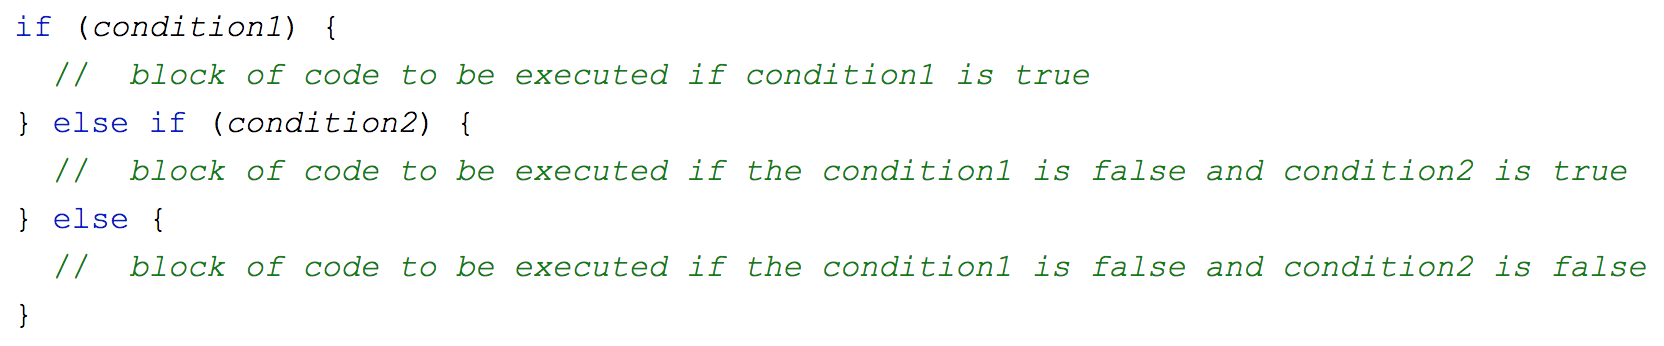 if (condition1) {
  //  block of code to be executed if condition1 is true
} else if (condition2) {
  //  block of code to be executed if the condition1 is false and condition2 is true
} else {
  //  block of code to be executed if the condition1 is false and condition2 is false
}